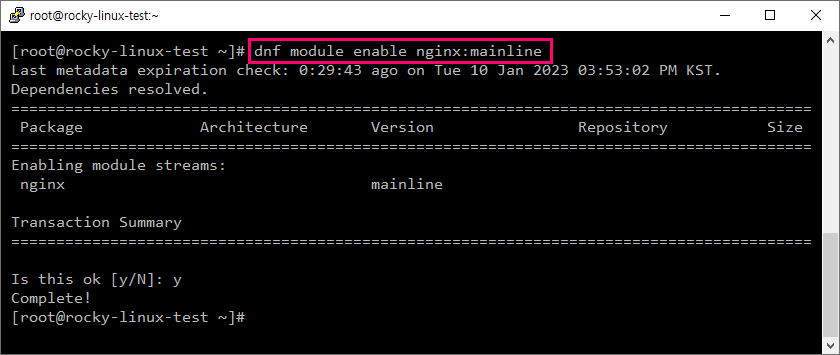 root@rocky-linux-test:~
[root@rocky-linux-test ~]# dnf module enable nginx:mainline
Last metadata expiration check: 0:29:43 ago on Tue 10 Jan 2023 03:53:02 PM KST.
Dependencies resolved.
=========================================================================================
 Package             Architecture       Version                Repository           Size
=========================================================================================
Enabling module streams:
 nginx                                  mainline

Transaction Summary
=========================================================================================

Is this ok [y/N]: y
Complete!
[root@rocky-linux-test ~]#